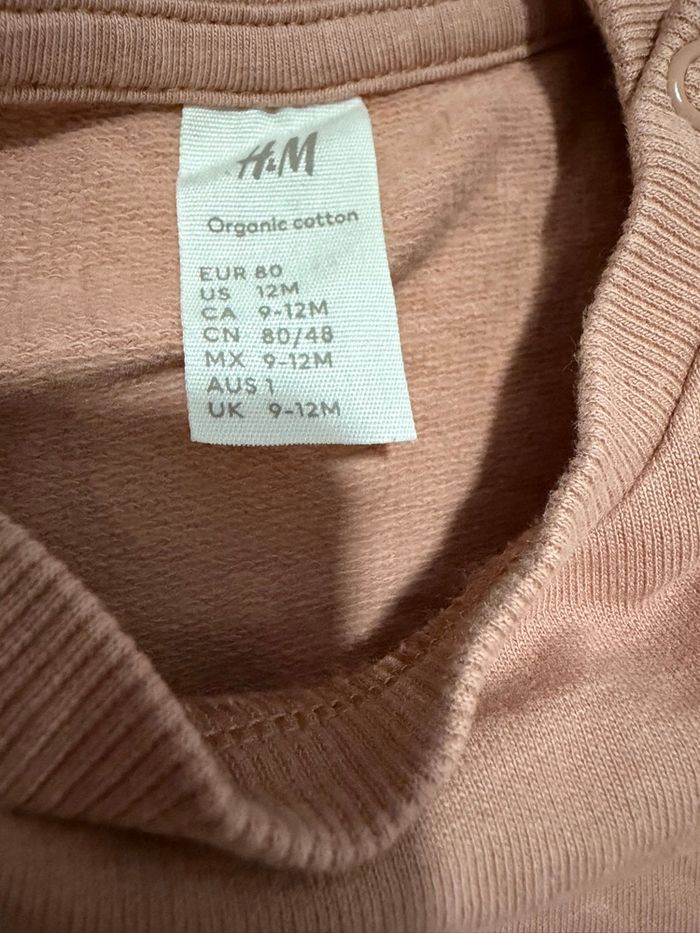 H&M
Organic cotton
EUR 80
US 12M
CA 9-12M
CN 80/48
MX 9-12M
AUS 1
UK 9-12M